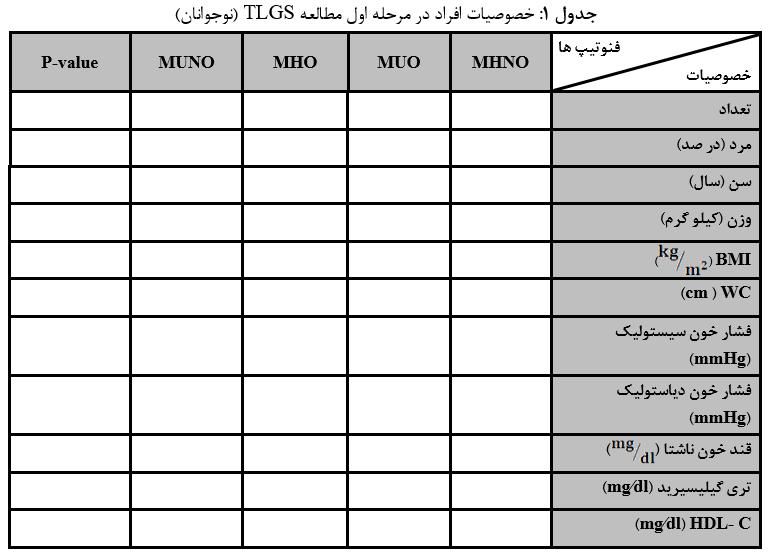 جدول ۱: خصوصیات افراد در مرحله اول مطالعه TLGS (نوجوانان)
فنوتیپ ها
خصوصیات
MHNO
MUO
MHO
MUNO
P-value
تعداد
مرد (در صد)
سن (سال)
وزن (کیلو گرم)
BMI (kg/m²)
WC (cm )
فشار خون سیستولیک
(mmHg)
فشار خون دیاستولیک
(mmHg)
قند خون ناشتا (mg/dl)
تری گیلیسیرید (mg/dl)
HDL- C (mg/dl)